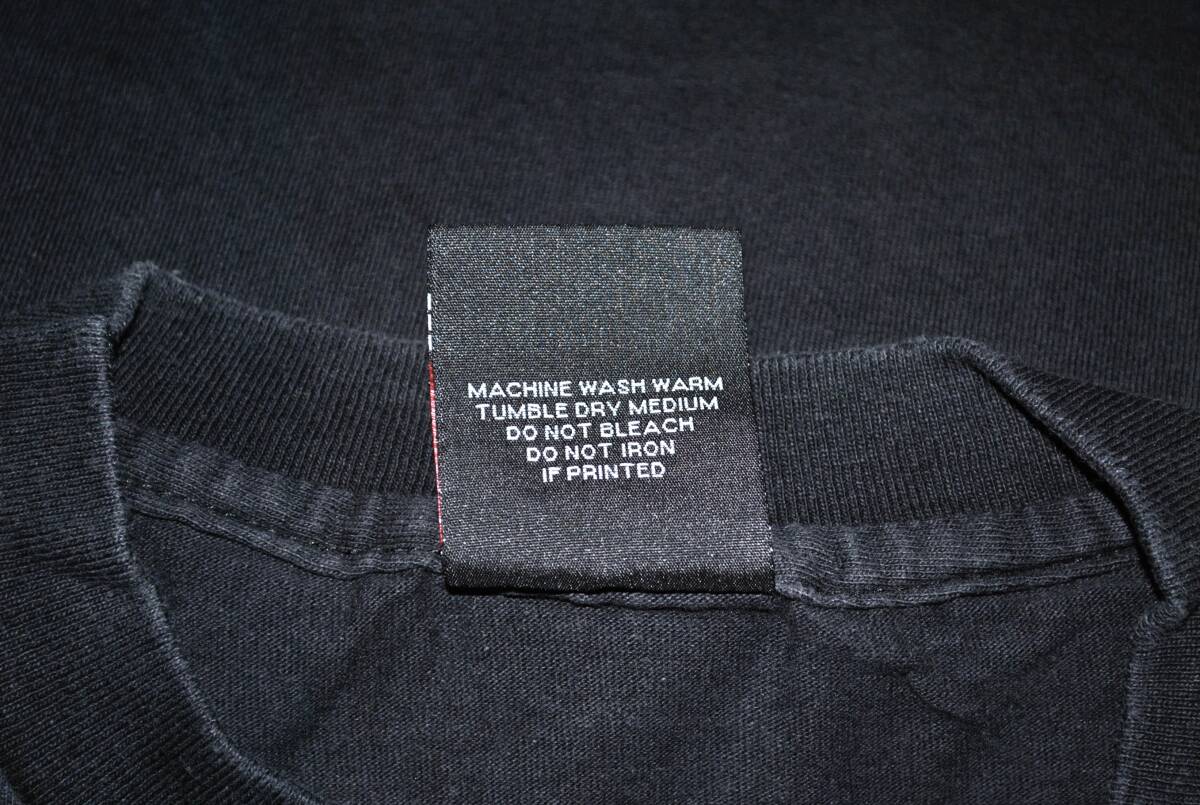 MACHINE WASH WARM
TUMBLE DRY MEDIUM
DO NOT BLEACH
DO NOT IRON
IF PRINTED